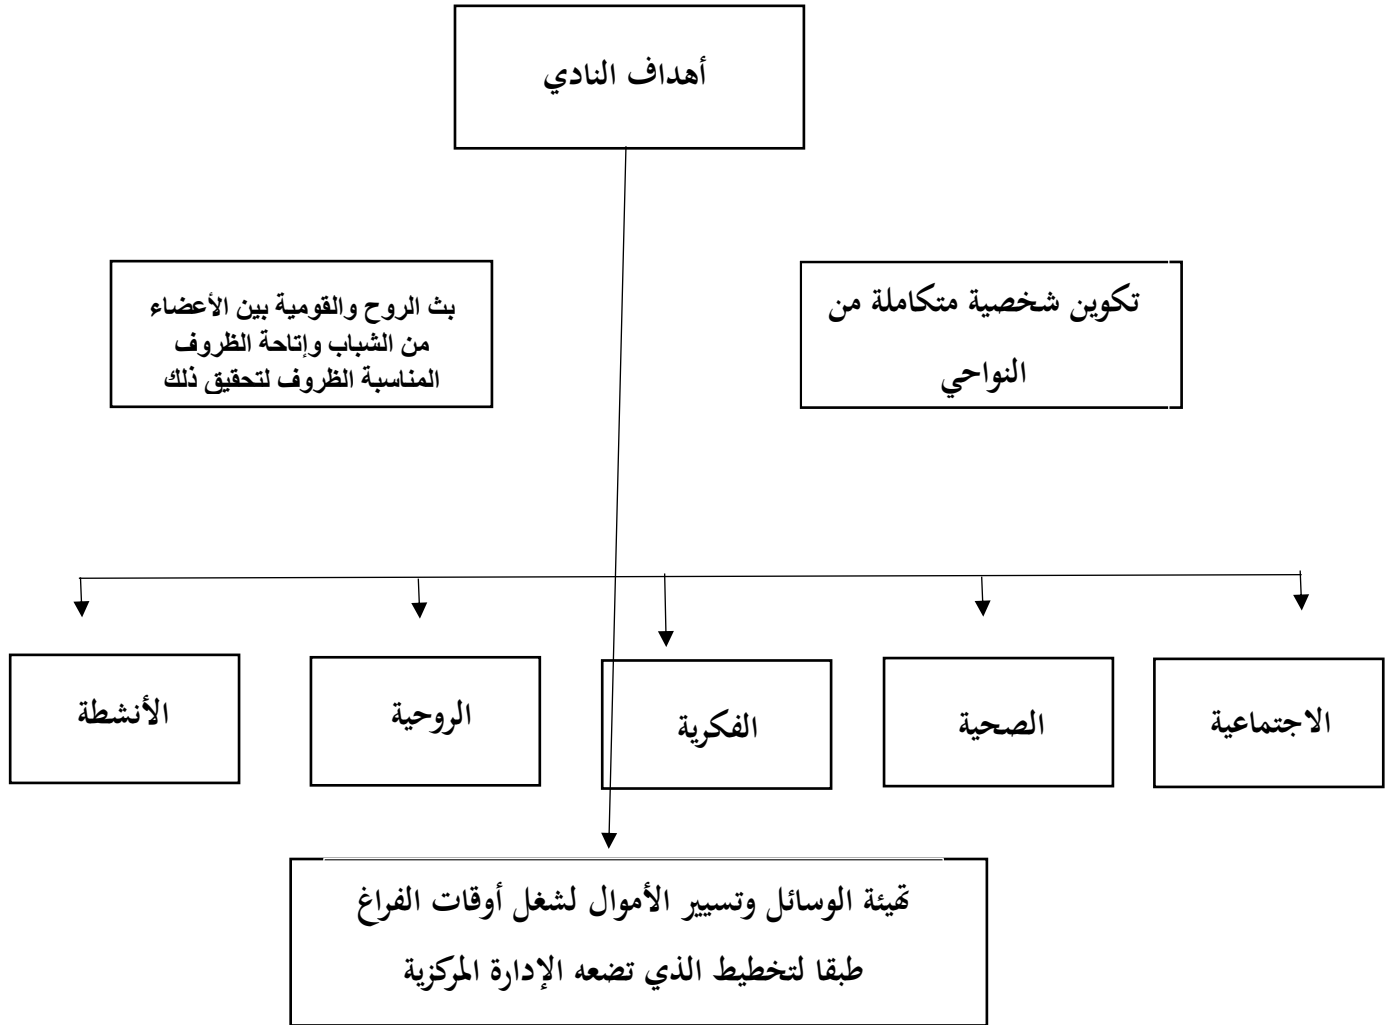 أهداف النادي
تكوين شخصية متكاملة من
النواحي
بث الروح والقومية بين الأعضاء
من الشباب وإتاحة الظروف
المناسبة الظروف لتحقيق ذلك
الاجتماعية
الصحية
الفكرية
الروحية
الأنشطة
تهيئة الوسائل وتسيير الأموال لشغل أوقات الفراغ
طبقا لتخطيط الذي تضعه الإدارة المركزية